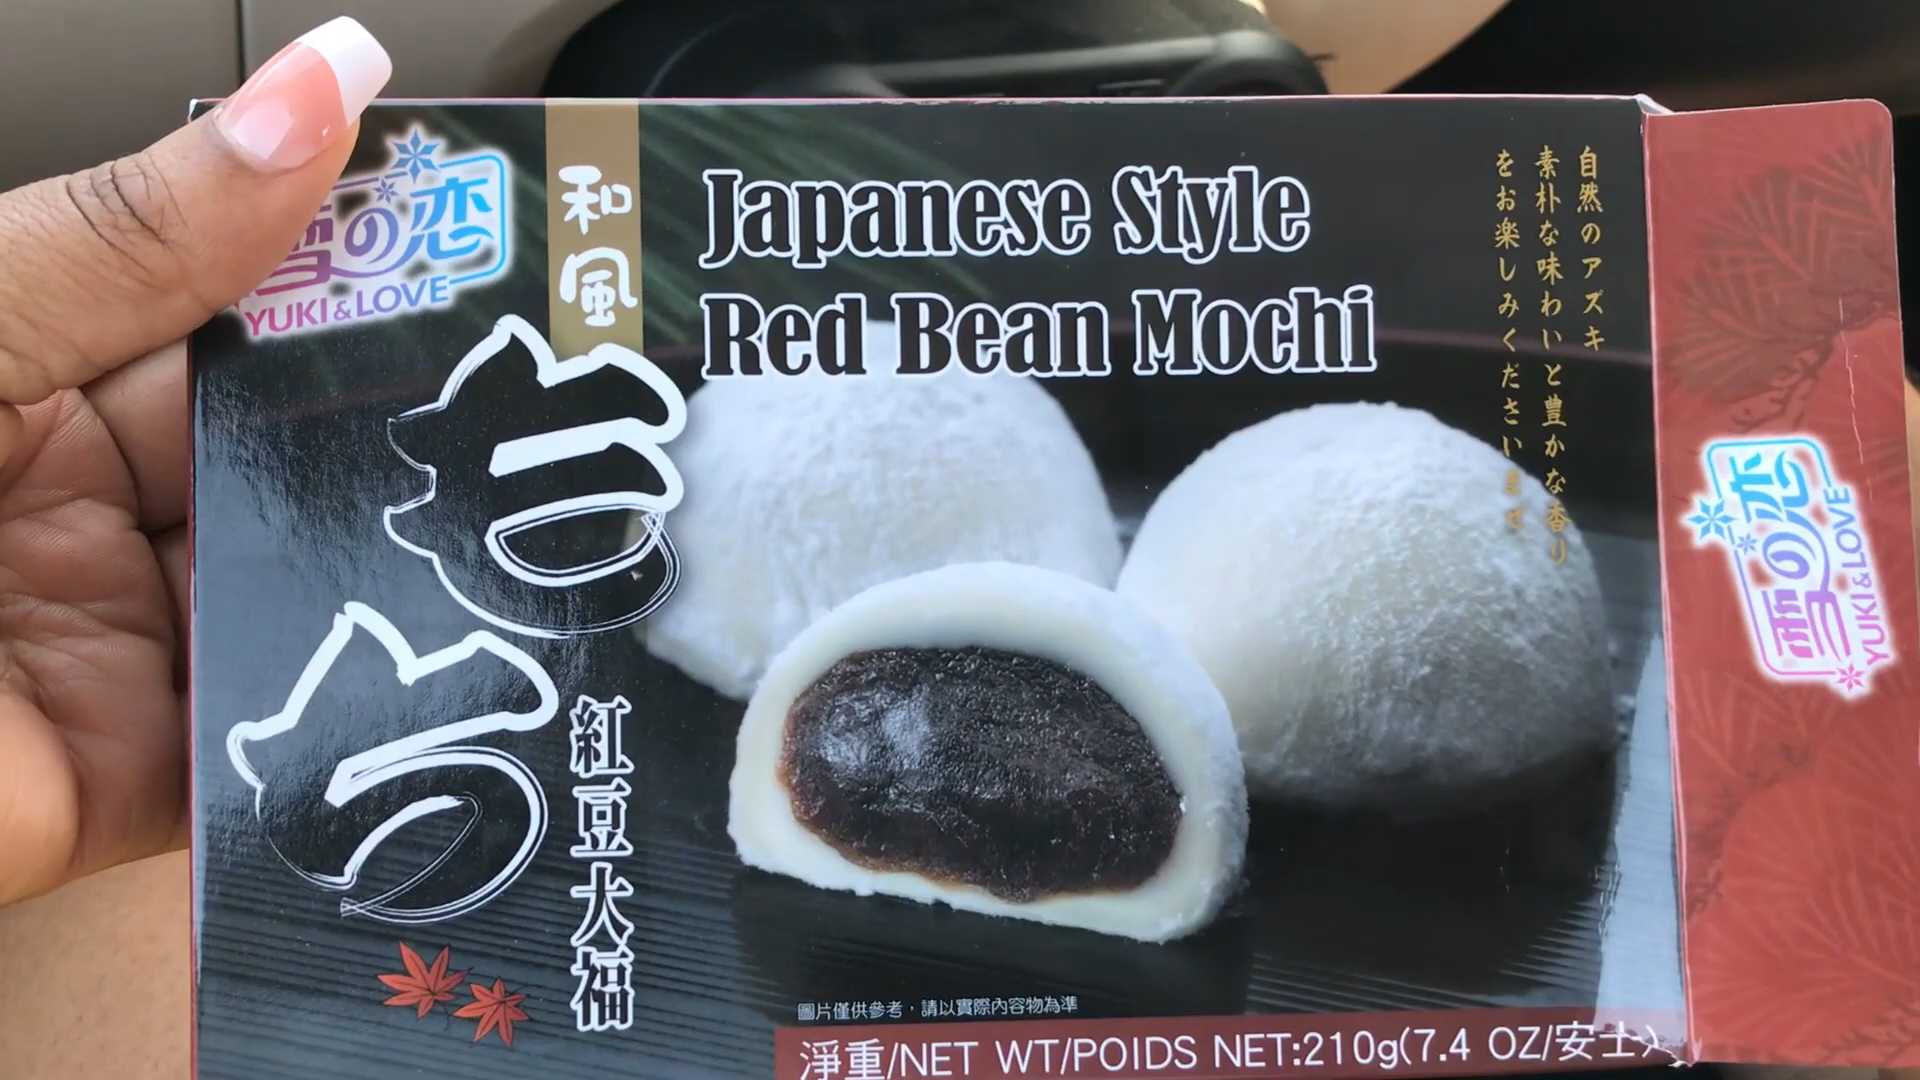 雪の恋
YUKI & LOVE
和風
もち
紅豆大福
Japanese Style
Red Bean Mochi
自然のアズキ
素朴な味わいと豊かな香り
をお楽しみくださいませ
圖片僅供參考，請以實際內容物為準
淨重/NET WT/POIDS NET:210g(7.4 OZ/安士)
雪の恋
YUKI & LOVE